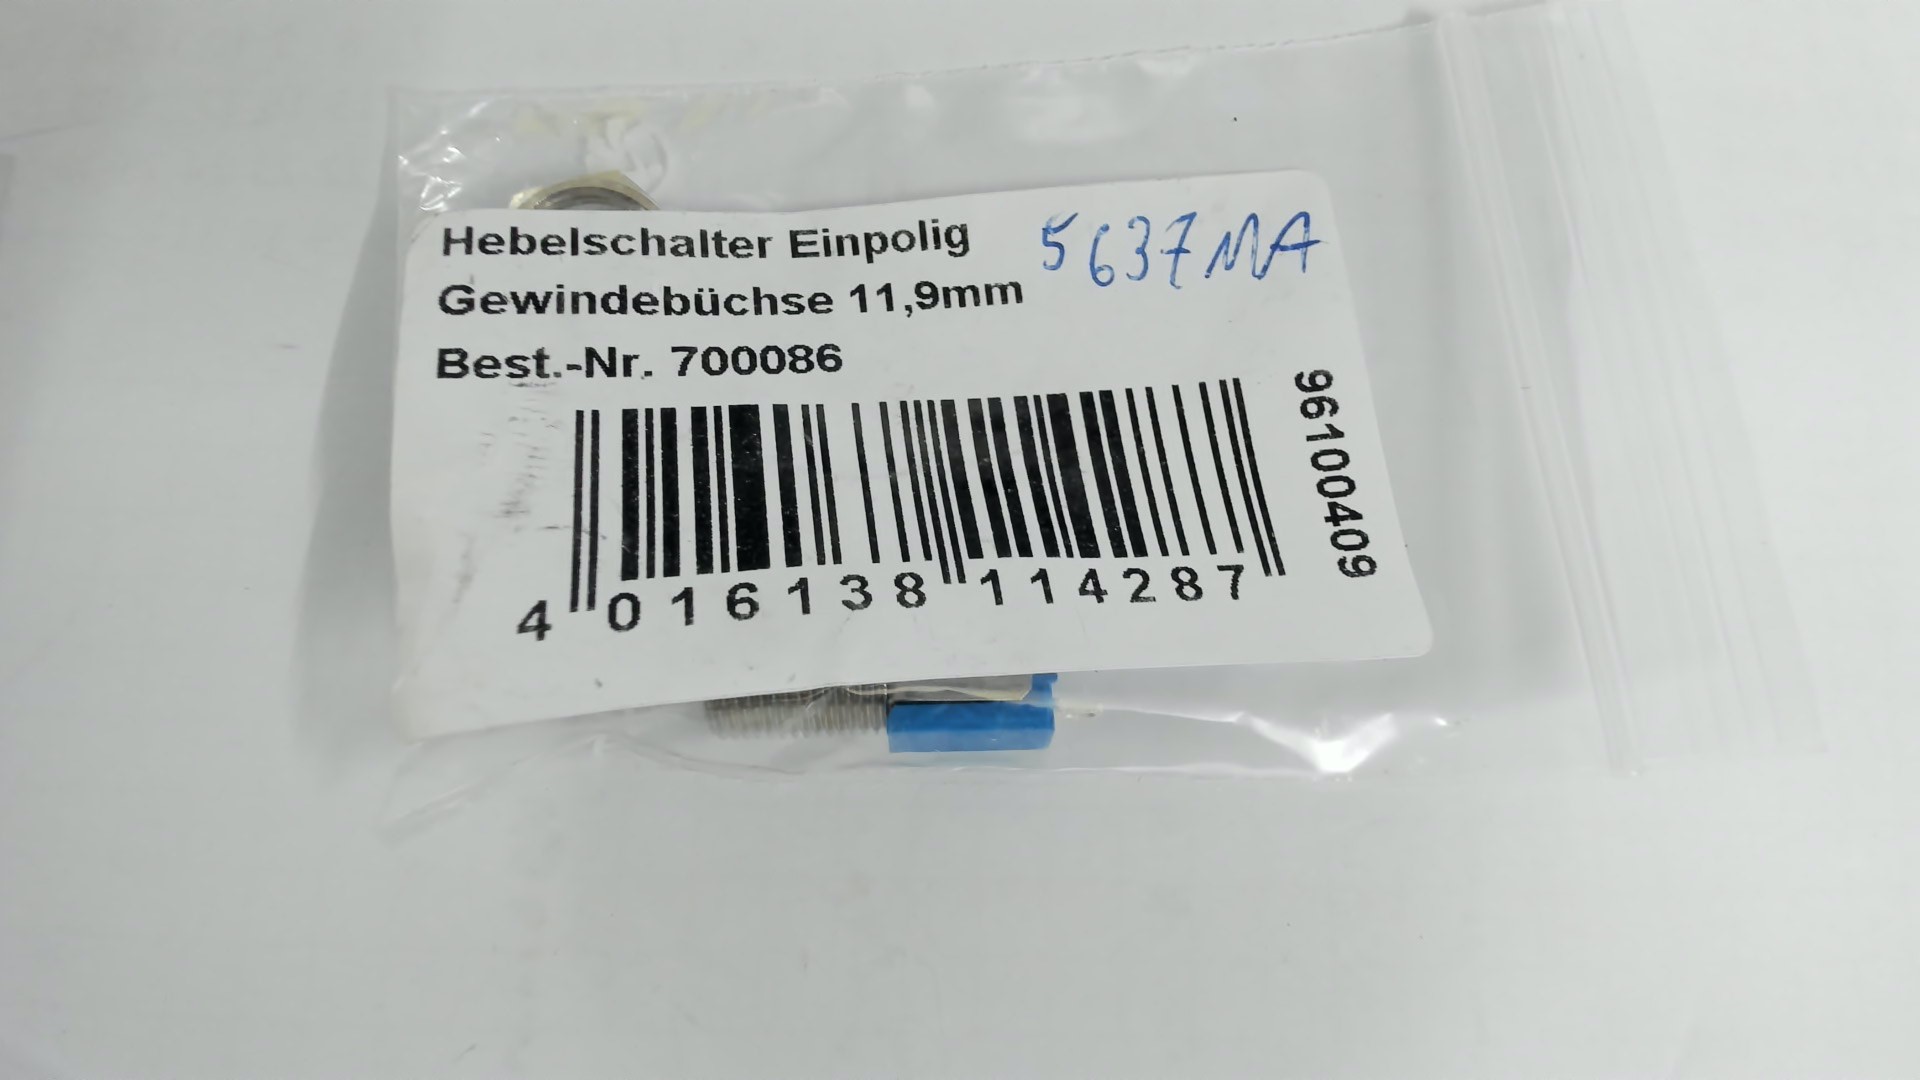 Hebelschalter Einpolig
5637MA
Gewindebüchse 11,9mm
Best.-Nr. 700086
96100409
4 016138 114287